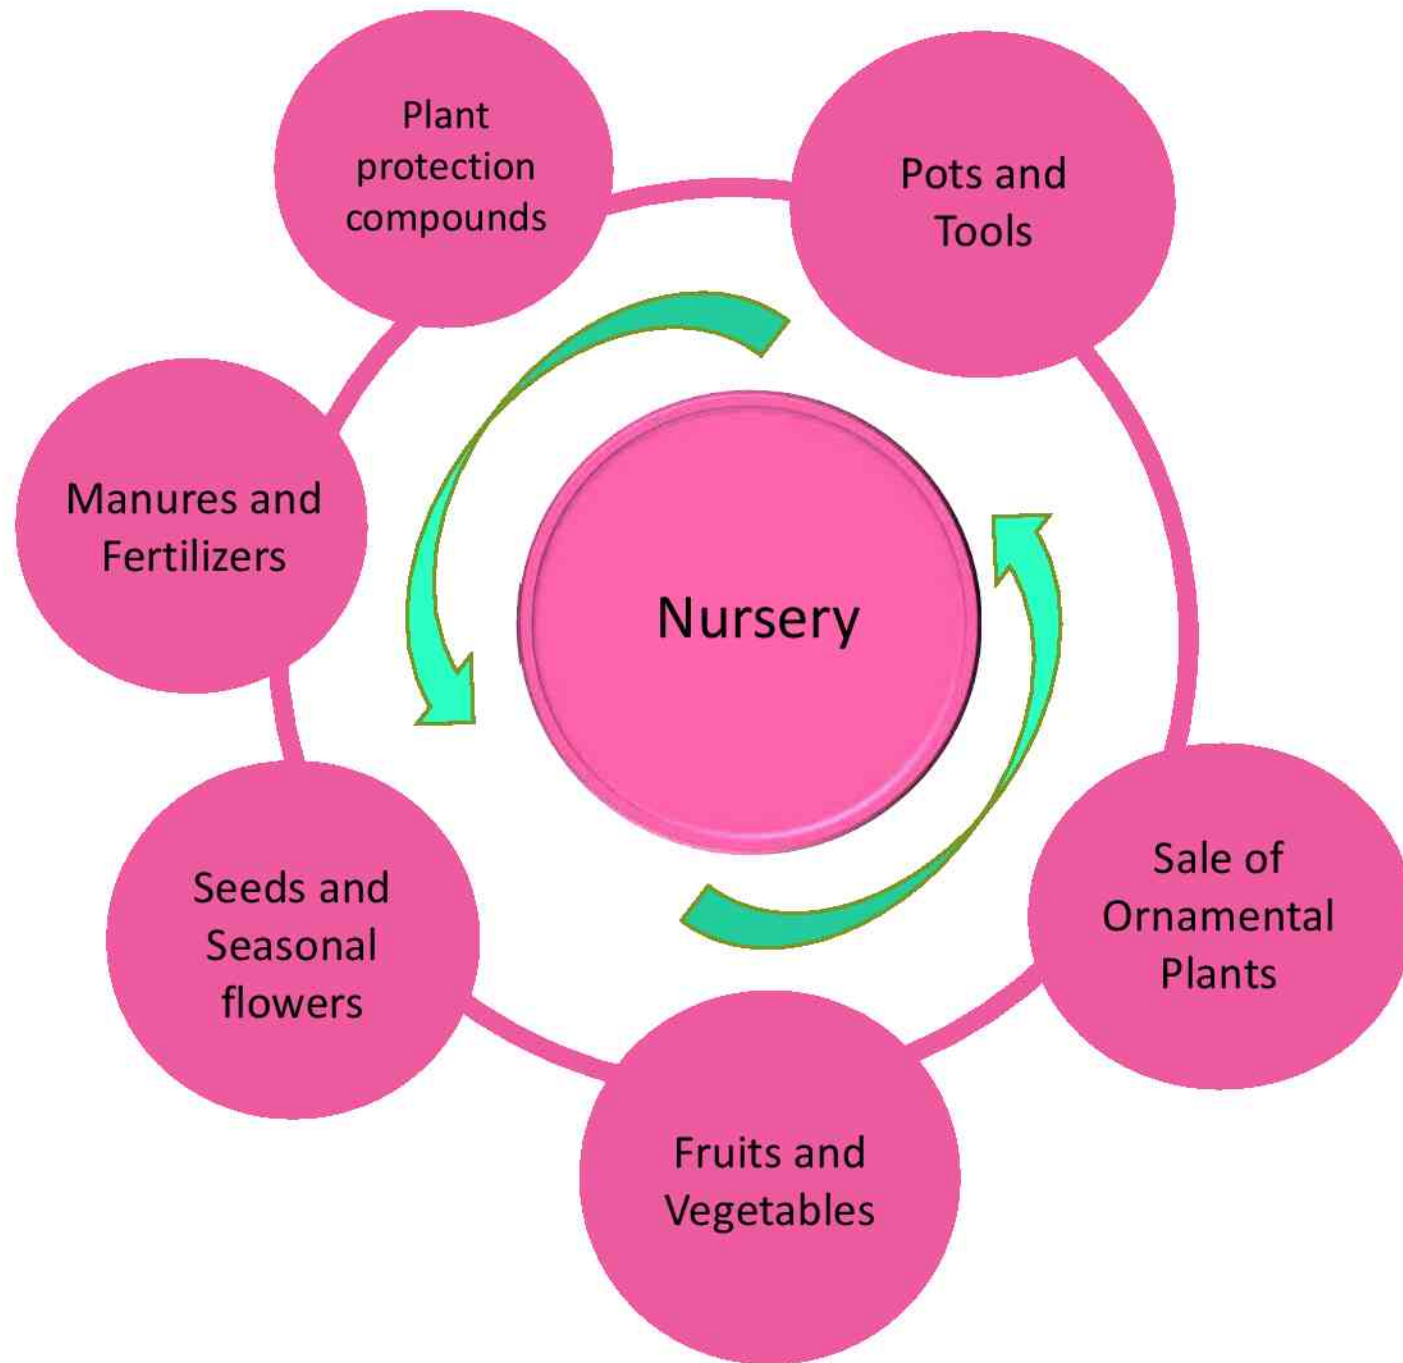 Plant
protection
compounds
Pots and
Tools
Manures and
Fertilizers
Nursery
Seeds and
Seasonal
flowers
Sale of
Ornamental
Plants
Fruits and
Vegetables